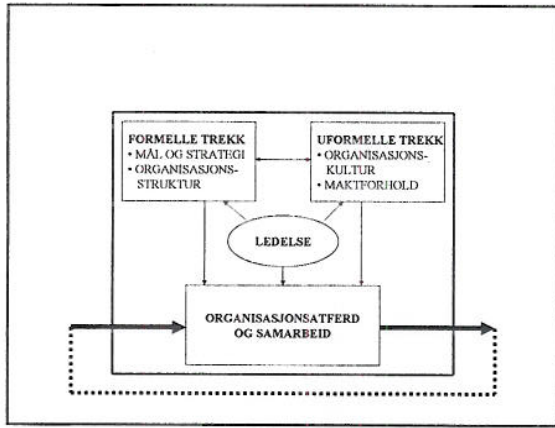 FORMELLE TREKK
• MÅL OG STRATEGI
• ORGANISASJONS-
STRUKTUR
UFORMELLE TREKK
• ORGANISASJONS-
KULTUR
• MAKTFORHOLD
LEDELSE
ORGANISASJONSATFERD
OG SAMARBEID